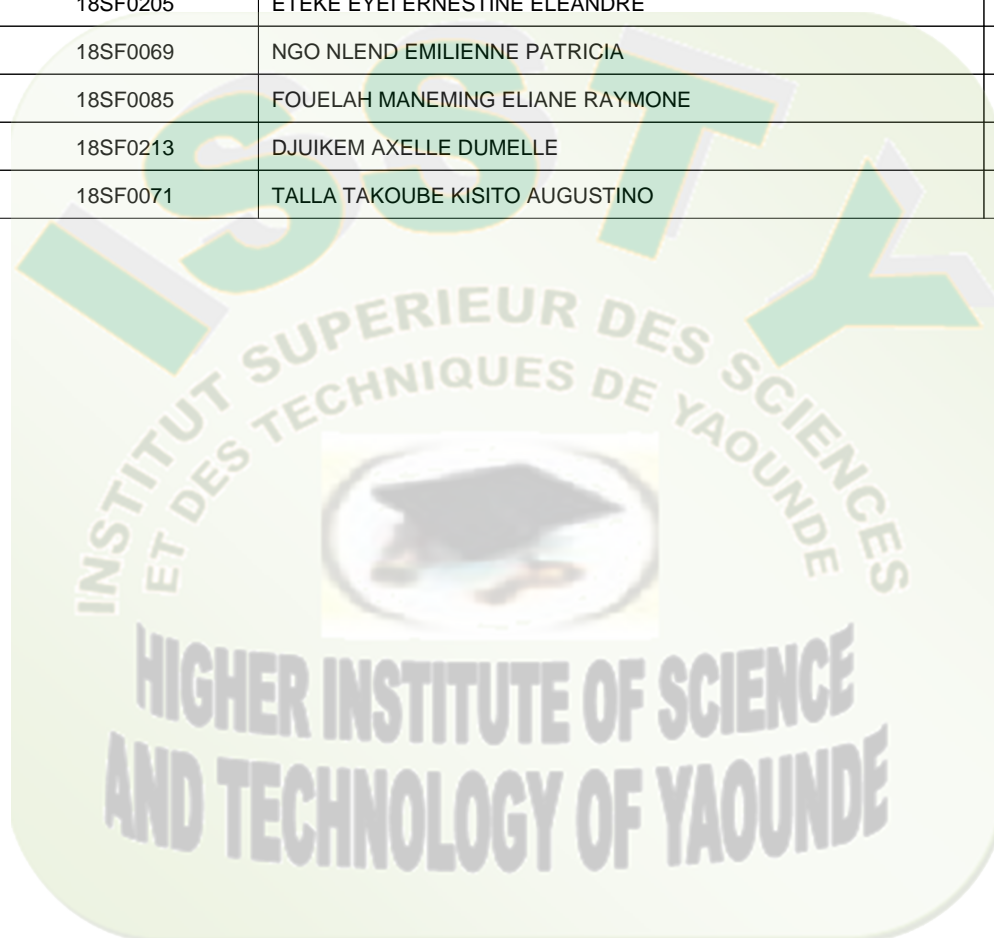 18SF0205 ETEKE EYEI ERNESTINE ELEANDRE
18SF0069 NGO NLEND EMILIENNE PATRICIA
18SF0085 FOUELAH MANEMING ELIANE RAYMONE
18SF0213 DJUIKEM AXELLE DUMELLE
18SF0071 TALLA TAKOUBE KISITO AUGUSTINO
ISSTY
INSTITUT SUPERIEUR DES SCIENCES
ET DES TECHNIQUES DE YAOUNDE
HIGHER INSTITUTE OF SCIENCE
AND TECHNOLOGY OF YAOUNDE